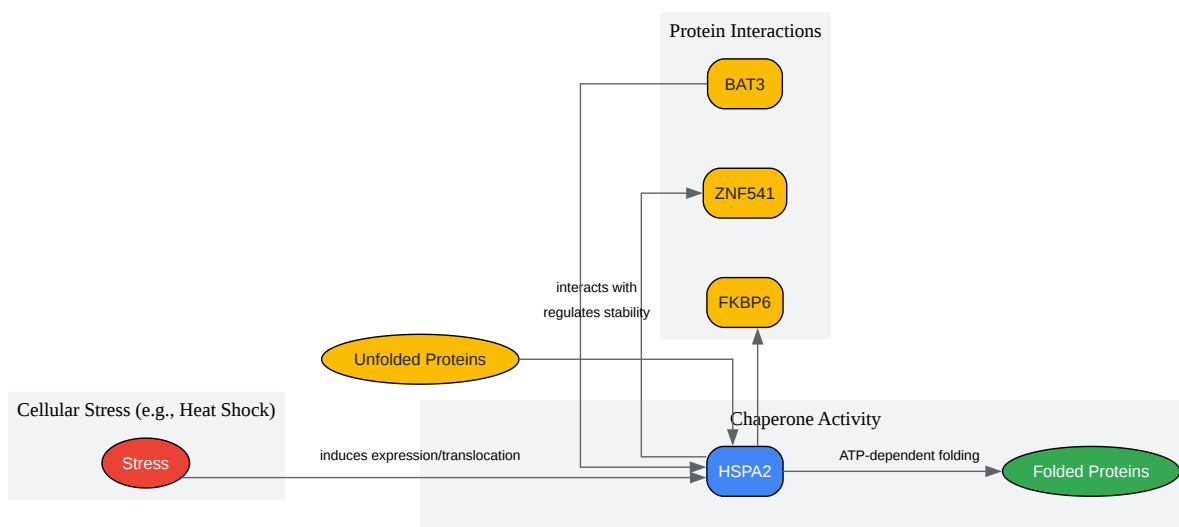 Protein Interactions
BAT3
ZNF541
interacts with
FKBP6
regulates stability
Unfolded Proteins
Cellular Stress (e.g., Heat Shock)
Chaperone Activity
Stress
induces expression/translocation
HSPA2
ATP-dependent folding
Folded Proteins